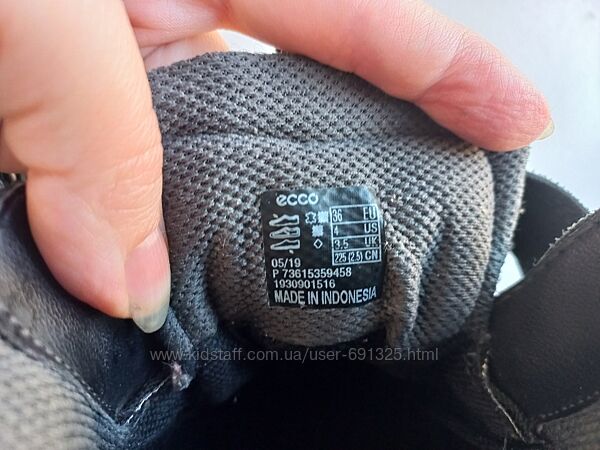 ecco
36 EU
4 US
3.5 UK
225 (2.5) CN
05/19
P 73615359458
1930901516
MADE IN INDONESIA
www.kidstaff.com.ua/user-691325.html